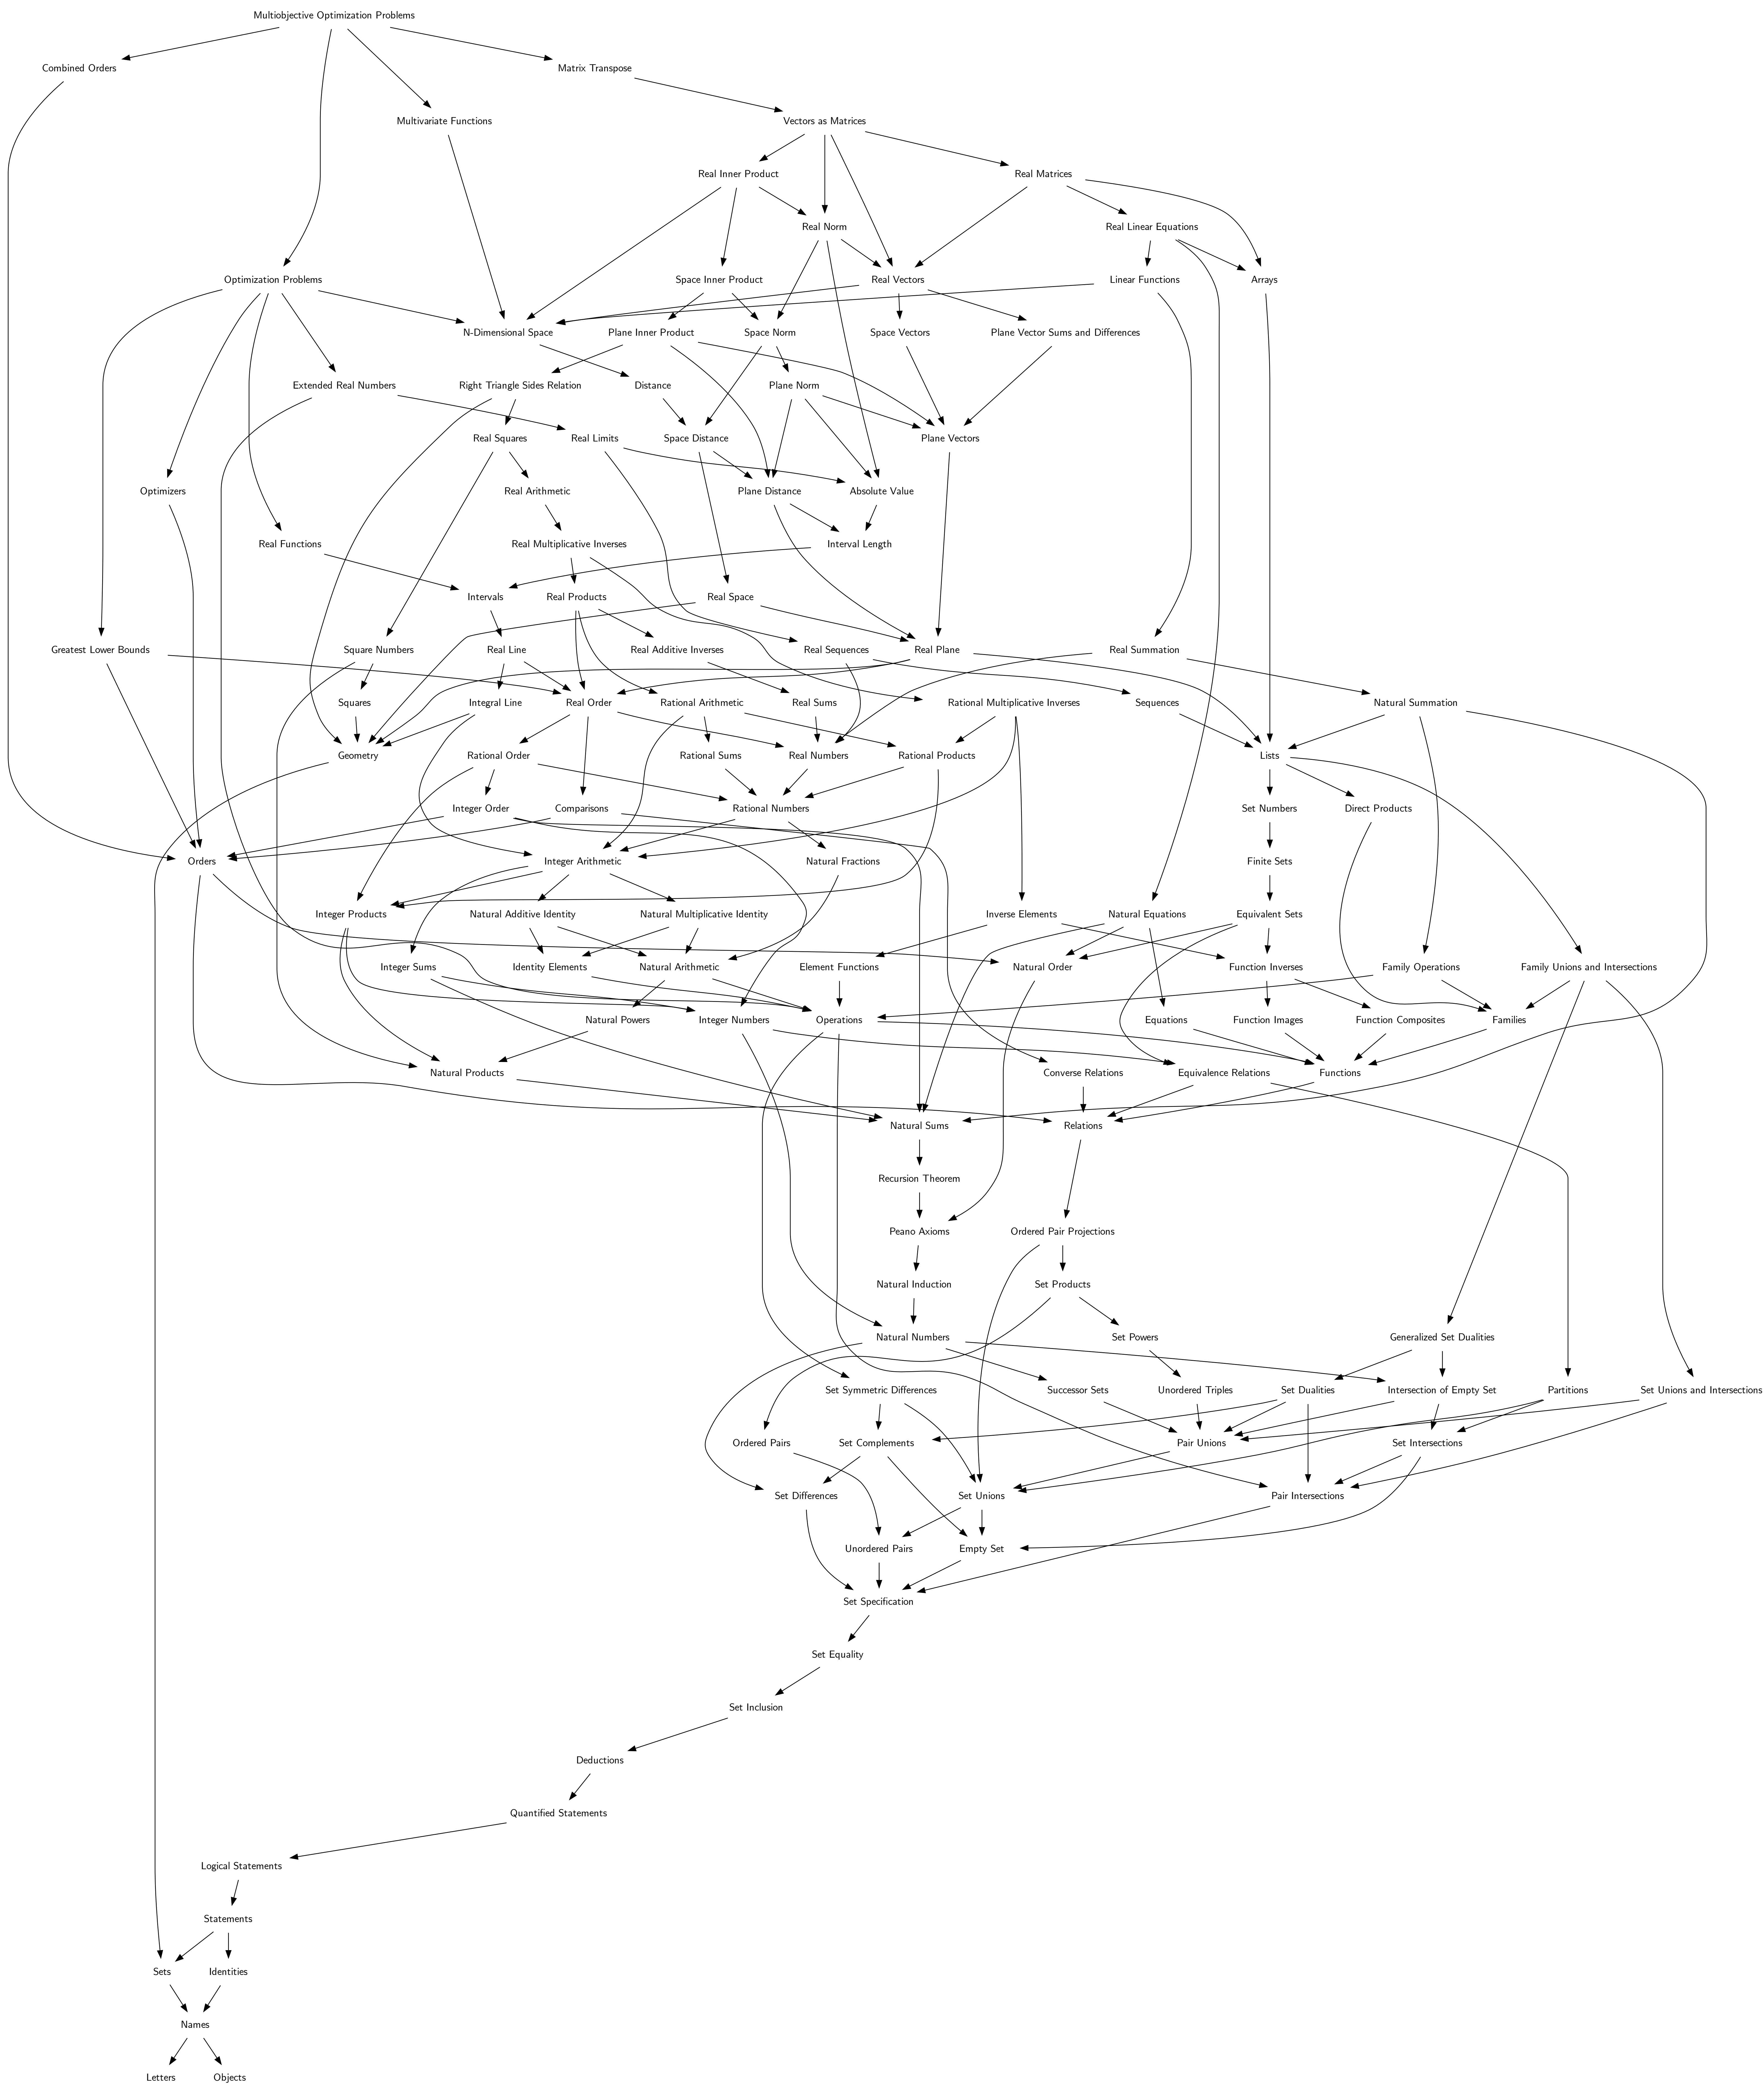 Multiobjective Optimization Problems
Combined Orders
Matrix Transpose
Multivariate Functions
Vectors as Matrices
Real Inner Product
Real Matrices
Real Norm
Real Linear Equations
Optimization Problems
Space Inner Product
Real Vectors
Linear Functions
Arrays
N-Dimensional Space
Plane Inner Product
Space Norm
Space Vectors
Plane Vector Sums and Differences
Extended Real Numbers
Right Triangle Sides Relation
Distance
Plane Norm
Real Squares
Real Limits
Space Distance
Plane Vectors
Optimizers
Real Arithmetic
Plane Distance
Absolute Value
Real Functions
Real Multiplicative Inverses
Interval Length
Intervals
Real Products
Real Space
Greatest Lower Bounds
Square Numbers
Real Line
Real Additive Inverses
Real Sequences
Real Plane
Real Summation
Squares
Integral Line
Real Order
Rational Arithmetic
Real Sums
Rational Multiplicative Inverses
Sequences
Natural Summation
Geometry
Rational Order
Rational Sums
Real Numbers
Rational Products
Lists
Integer Order
Comparisons
Rational Numbers
Set Numbers
Direct Products
Orders
Integer Arithmetic
Natural Fractions
Finite Sets
Integer Products
Natural Additive Identity
Natural Multiplicative Identity
Inverse Elements
Natural Equations
Equivalent Sets
Integer Sums
Identity Elements
Natural Arithmetic
Element Functions
Natural Order
Function Inverses
Family Operations
Family Unions and Intersections
Natural Powers
Integer Numbers
Operations
Equations
Function Images
Function Composites
Families
Natural Products
Converse Relations
Equivalence Relations
Functions
Natural Sums
Relations
Recursion Theorem
Peano Axioms
Ordered Pair Projections
Natural Induction
Set Products
Natural Numbers
Set Powers
Generalized Set Dualities
Set Symmetric Differences
Successor Sets
Unordered Triples
Set Dualities
Intersection of Empty Set
Partitions
Set Unions and Intersections
Ordered Pairs
Set Complements
Pair Unions
Set Intersections
Set Differences
Set Unions
Pair Intersections
Unordered Pairs
Empty Set
Set Specification
Set Equality
Set Inclusion
Deductions
Quantified Statements
Logical Statements
Statements
Sets
Identities
Names
Letters
Objects